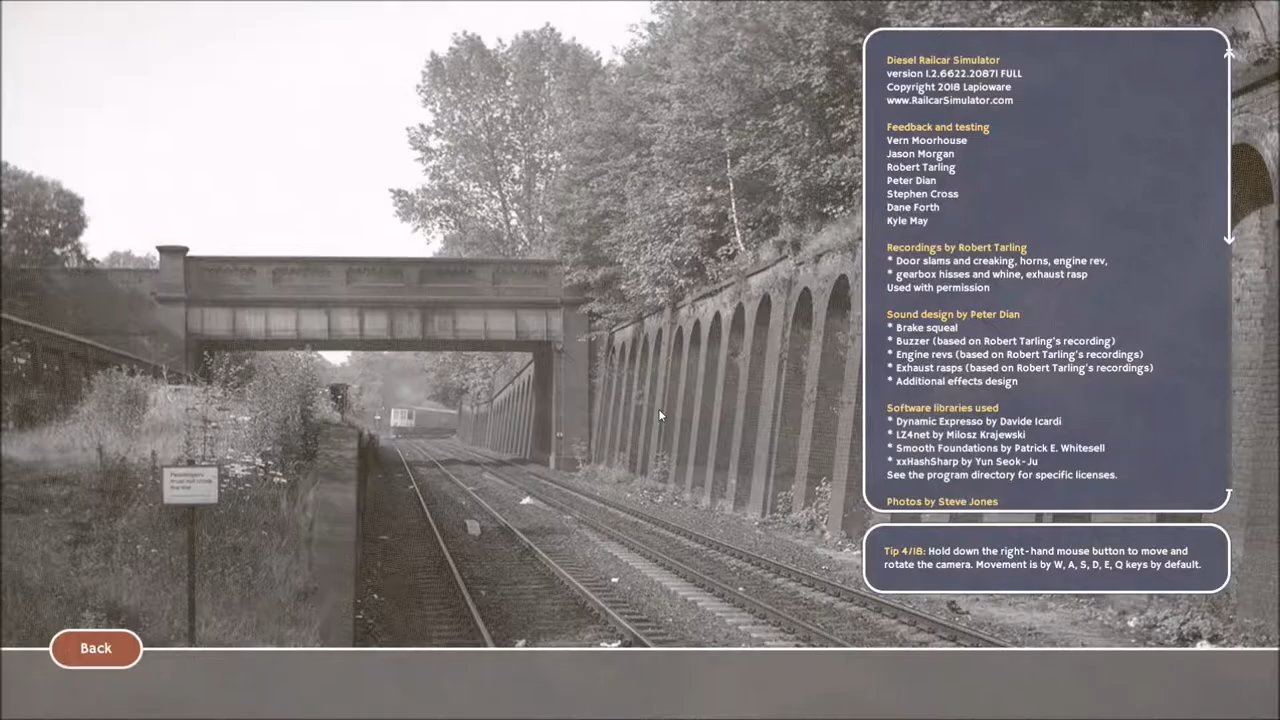 Diesel Railcar Simulator
version 1.2.6622.20871 FULL
Copyright 2018 Lapioware
www.RailcarSimulator.com
Feedback and testing
Vern Moorhouse
Jason Morgan
Robert Tarling
Peter Dian
Stephen Cross
Dane Forth
Kyle May
Recordings by Robert Tarling
* Door slams and creaking, horns, engine rev,
* gearbox hisses and whine, exhaust rasp
Used with permission
Sound design by Peter Dian
* Brake squeal
* Buzzer (based on Robert Tarling's recording)
* Engine revs (based on Robert Tarling's recordings)
* Exhaust rasps (based on Robert Tarling's recordings)
* Additional effects design
Software libraries used
* Dynamic Expresso by Davide Icardi
* LZ4net by Milosz Krajewski
* Smooth Foundations by Patrick E. Whitesell
* xxHashSharp by Yun Seok-Ju
See the program directory for specific licenses.
Photos by Steve Jones
Tip 4/18: Hold down the right-hand mouse button to move and
rotate the camera. Movement is by W, A, S, D, E, Q keys by default.
Passengers
must not cross
the line
Back